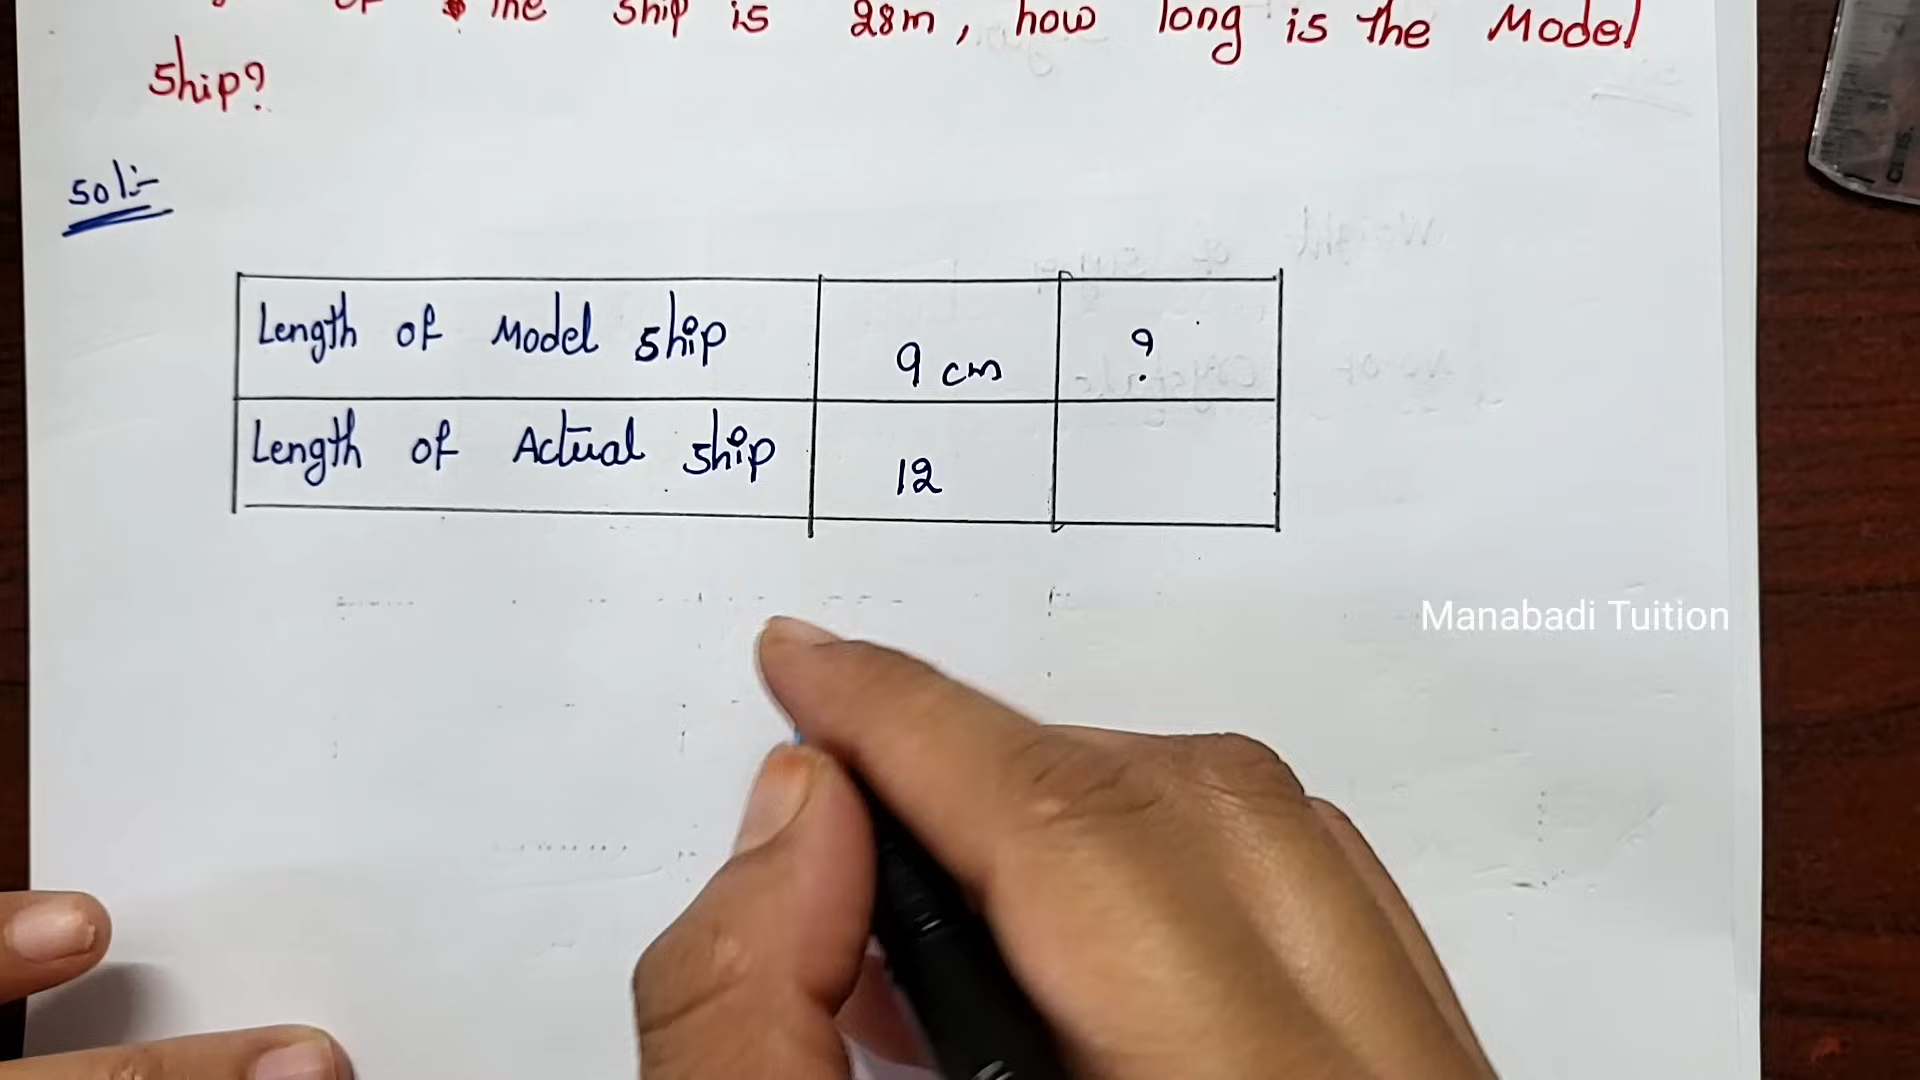 the ship is 28m, how long is the Model
ship?
Sol:-
Length of Model ship 9 cm ?
Length of Actual ship 12
Manabadi Tuition